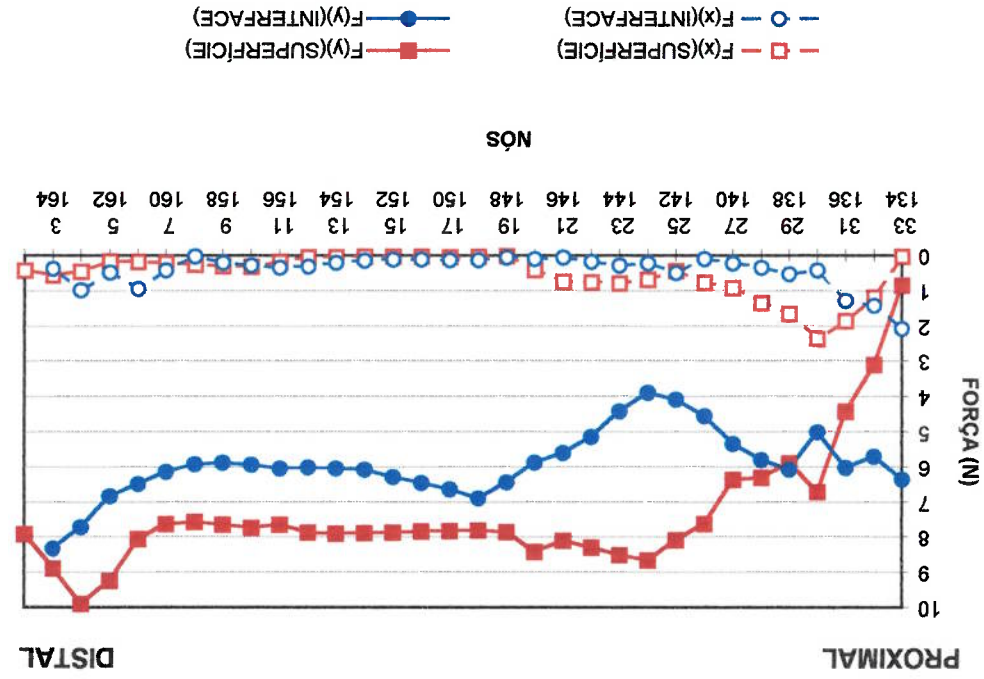 PROXIMAL DISTAL
10
9
8
7
6
5
4
3
2
1
0
FORÇA (N)
33 31 29 27 25 23 21 19 17 15 13 11 9 7 5 3
134 136 138 140 142 144 146 148 150 152 154 156 158 160 162 164
NÓS
F(x)(SUPERFÍCIE) F(y)(SUPERFÍCIE)
F(x)(INTERFACE) F(y)(INTERFACE)